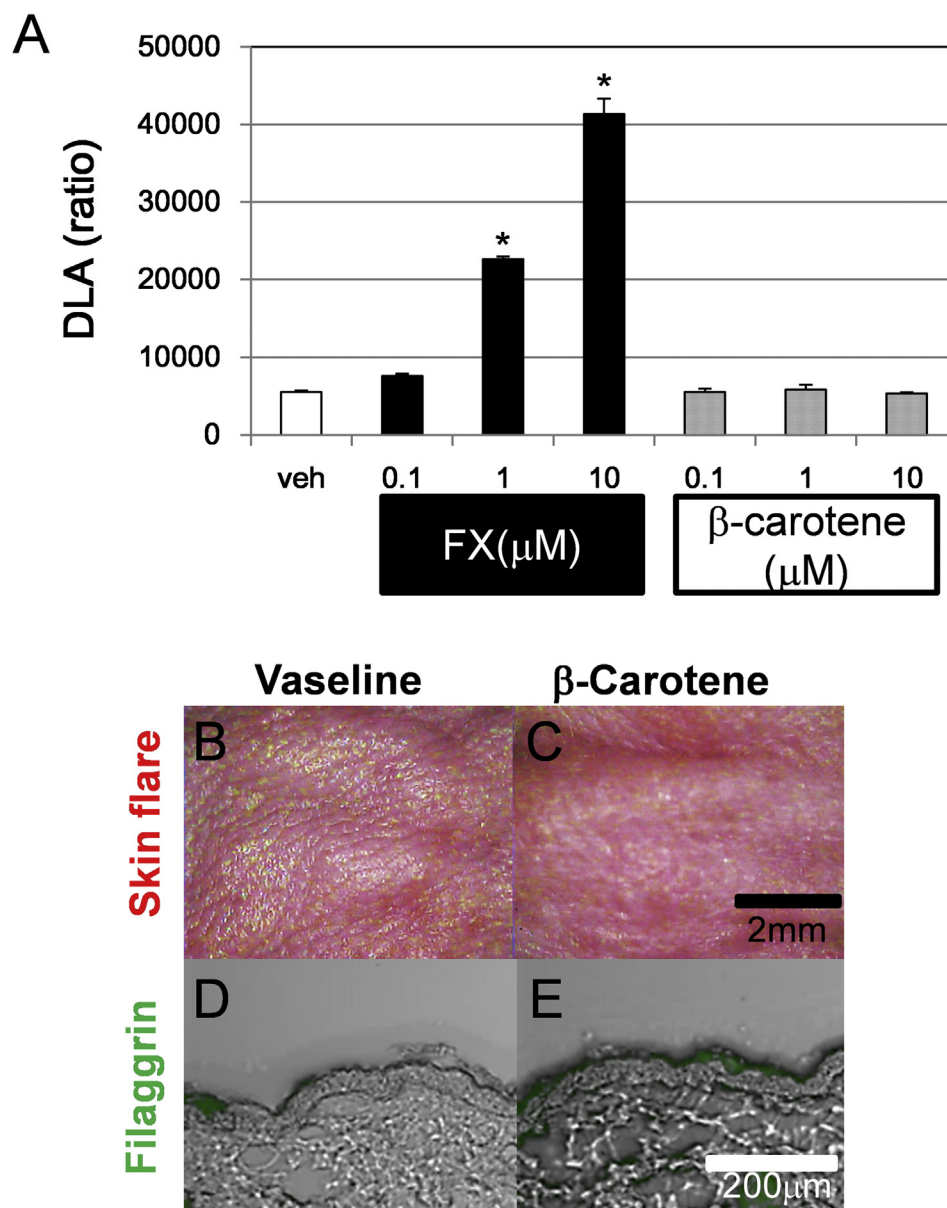 A
DLA (ratio)
50000
40000
30000
20000
10000
0
*
*
veh 0.1 1 10 0.1 1 10
FX(μM)
β-carotene
(μM)
Vaseline β-Carotene
Skin flare
B C
2mm
Filaggrin
D E
200μm